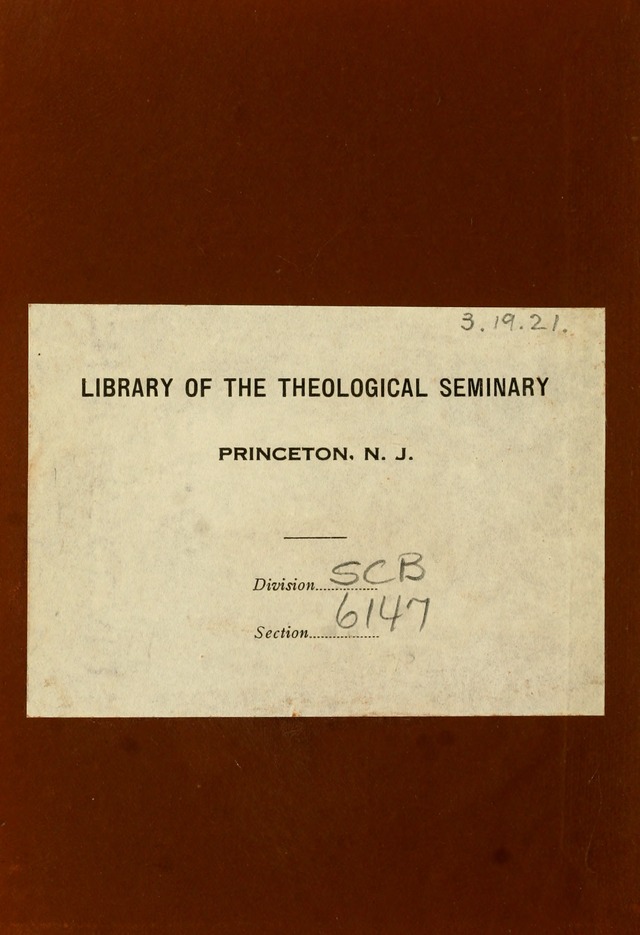 3.19.21.
LIBRARY OF THE THEOLOGICAL SEMINARY
PRINCETON, N. J.
Division.............. SCB
Section............... 6147